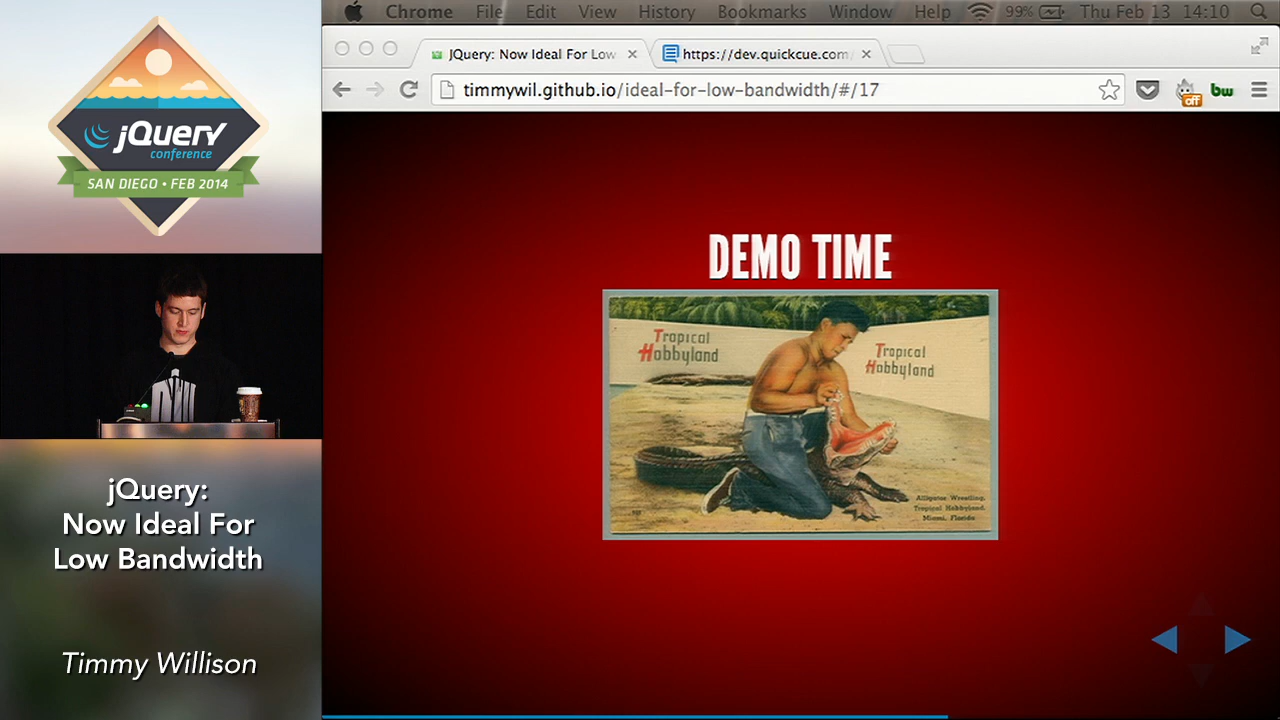 jQuery
conference
SAN DIEGO • FEB 2014
jQuery:
Now Ideal For
Low Bandwidth
Timmy Willison
Chrome File Edit View History Bookmarks Window Help 99% Thu Feb 13 14:10
JQuery: Now Ideal For Low
https://dev.quickcue.com/
timmywil.github.io/ideal-for-low-bandwidth/#/17
off
bw
DEMO TIME
Tropical
Hobbyland
Tropical
Hobbyland
Alligator Wrestling,
Tropical Hobbyland,
Miami, Florida